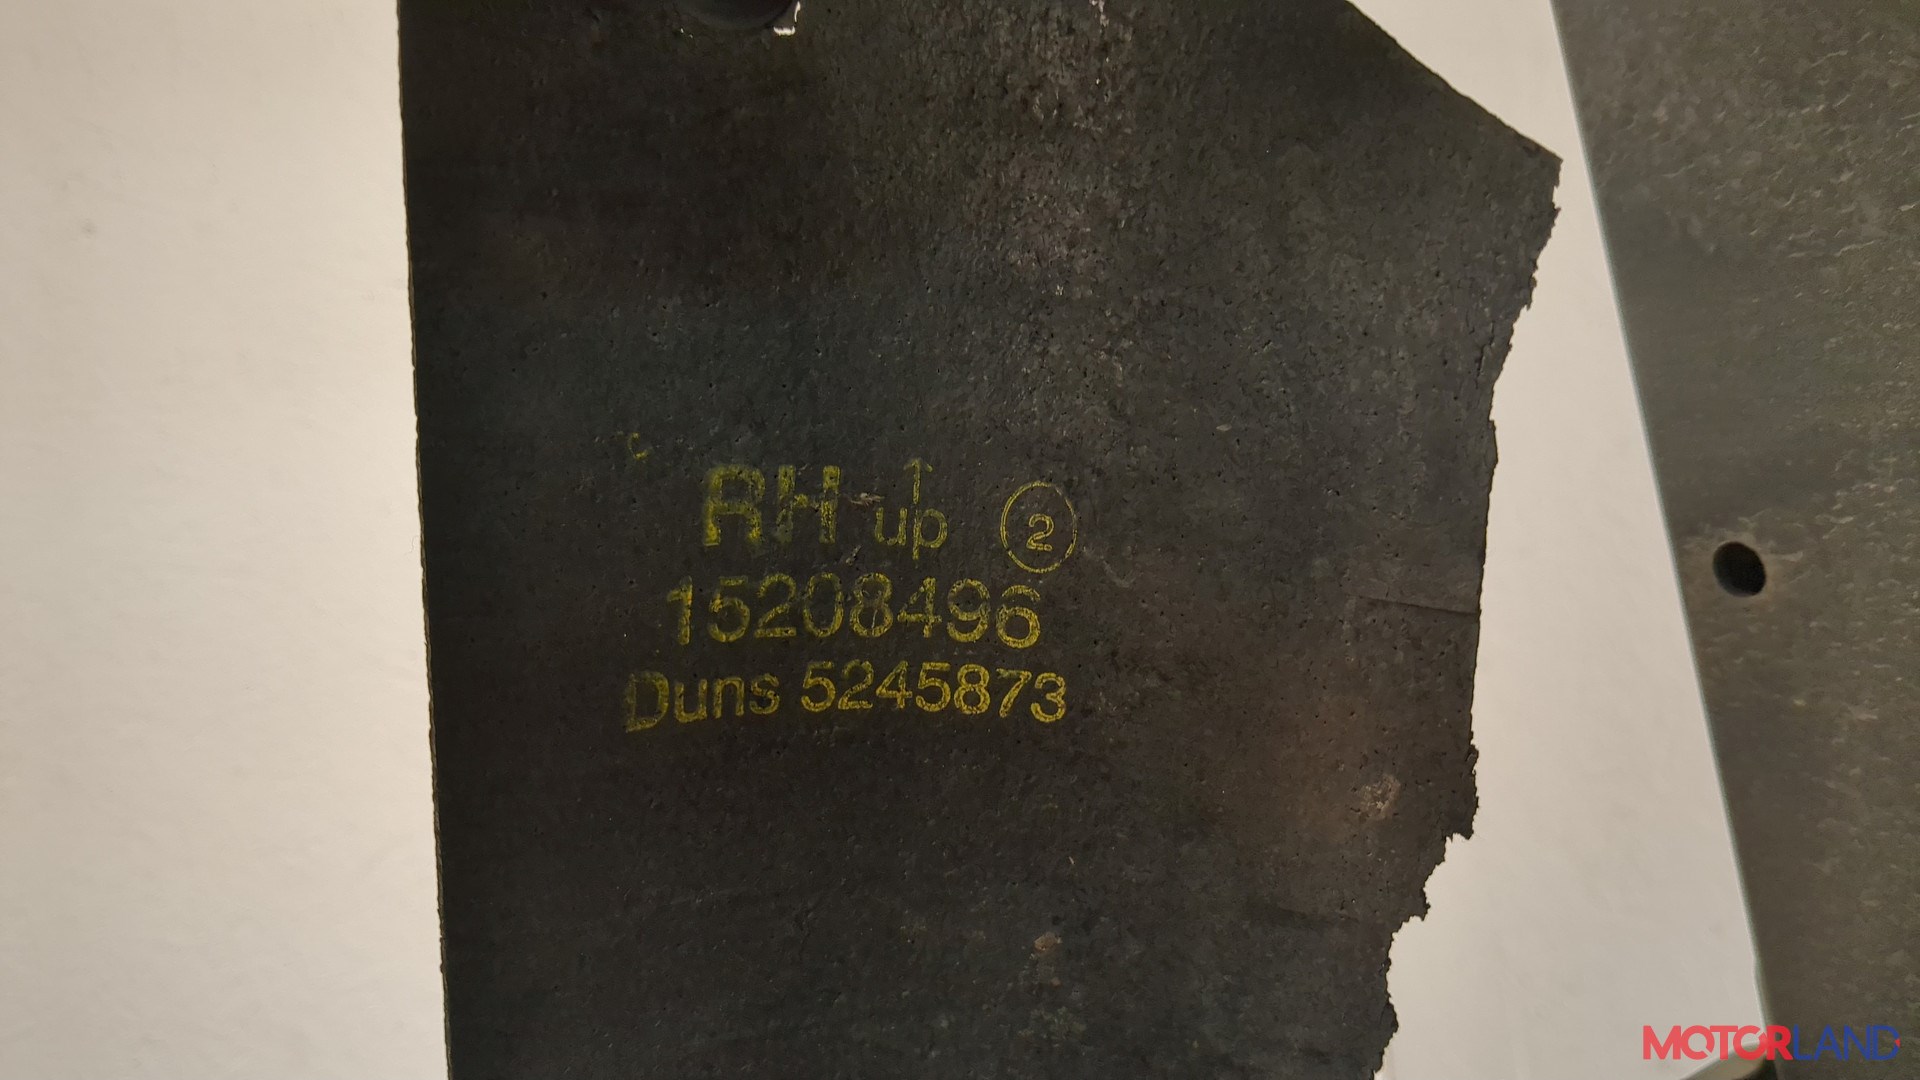 RH up ↑ 2
15208496
Duns 5245873
MOTORLAND